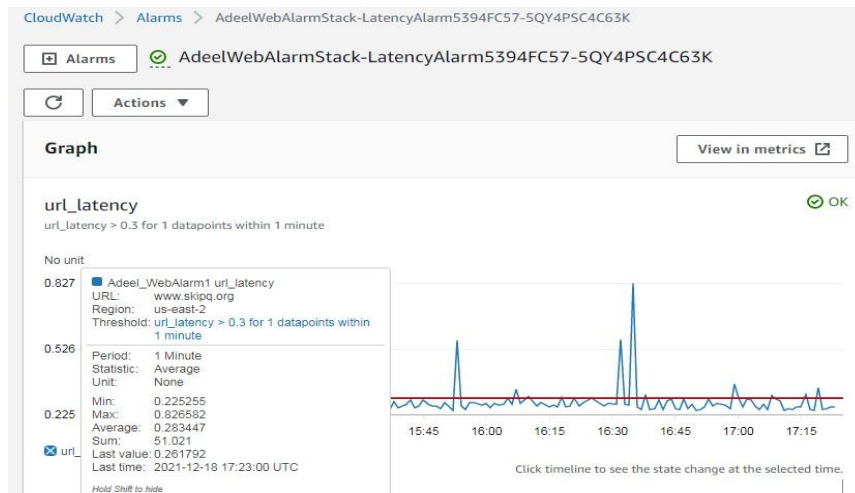 CloudWatch > Alarms > AdeelWebAlarmStack-LatencyAlarm5394FC57-5QY4PSC4C63K
Alarms AdeelWebAlarmStack-LatencyAlarm5394FC57-5QY4PSC4C63K
Actions
Graph
View in metrics
url_latency
OK
url_latency > 0.3 for 1 datapoints within 1 minute
No unit
0.827
0.526
0.225
Adeel_WebAlarm1 url_latency
URL: www.skipq.org
Region: us-east-2
Threshold: url_latency > 0.3 for 1 datapoints within
1 minute
Period: 1 Minute
Statistic: Average
Unit: None
Min: 0.225255
Max: 0.826582
Average: 0.283447
Sum: 51.021
Last value: 0.261792
Last time: 2021-12-18 17:23:00 UTC
Hold Shift to hide
15:45 16:00 16:15 16:30 16:45 17:00 17:15
url_
Click timeline to see the state change at the selected time.